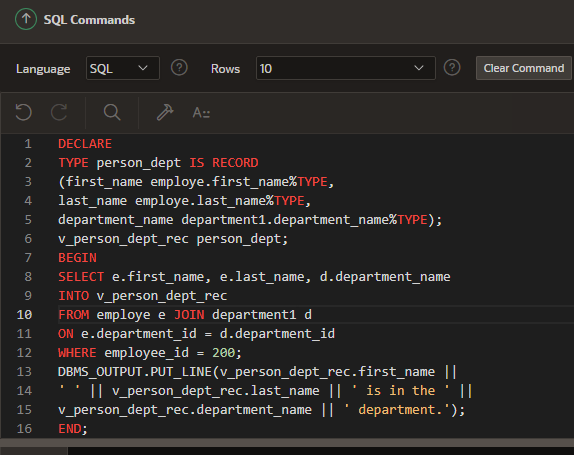 SQL Commands
Language SQL Rows 10 Clear Command
1 DECLARE
2 TYPE person_dept IS RECORD
3 (first_name employe.first_name%TYPE,
4 last_name employe.last_name%TYPE,
5 department_name department1.department_name%TYPE);
6 v_person_dept_rec person_dept;
7 BEGIN
8 SELECT e.first_name, e.last_name, d.department_name
9 INTO v_person_dept_rec
10 FROM employe e JOIN department1 d
11 ON e.department_id = d.department_id
12 WHERE employee_id = 200;
13 DBMS_OUTPUT.PUT_LINE(v_person_dept_rec.first_name ||
14 ' ' || v_person_dept_rec.last_name || ' is in the ' ||
15 v_person_dept_rec.department_name || ' department.');
16 END;